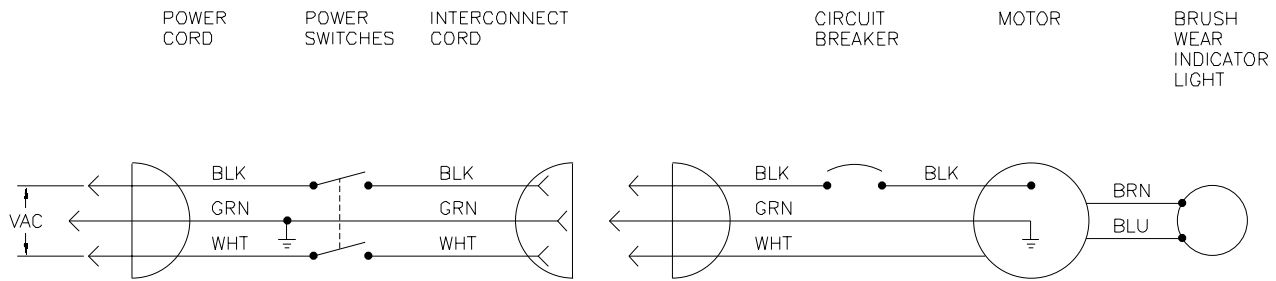 POWER
CORD
POWER
SWITCHES
INTERCONNECT
CORD
CIRCUIT
BREAKER
MOTOR
BRUSH
WEAR
INDICATOR
LIGHT
BLK
BLK
BLK
BLK
VAC
GRN
GRN
GRN
BRN
WHT
WHT
WHT
BLU